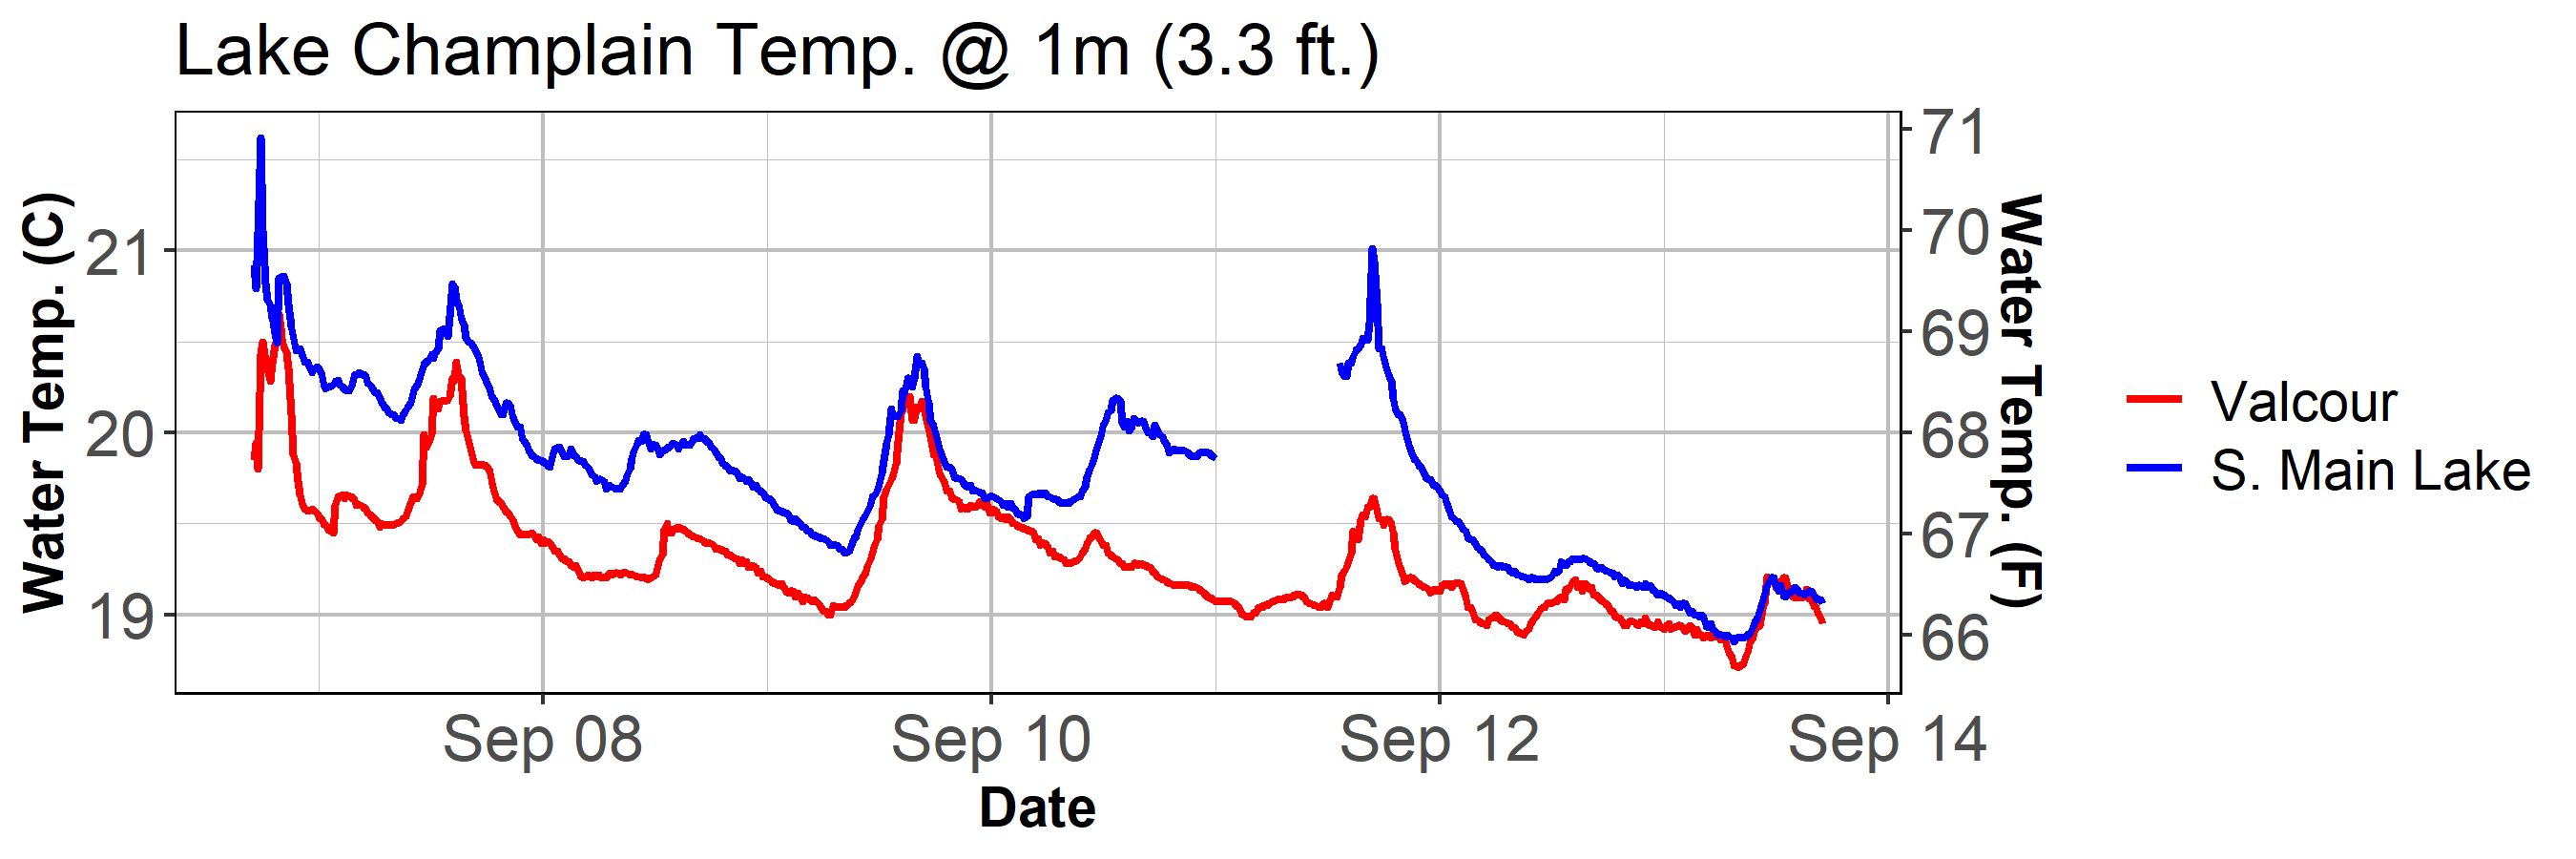 Lake Champlain Temp. @ 1m (3.3 ft.)
Water Temp. (C)
21
20
19
71
70
69
68
67
66
Water Temp. (F)
Sep 08
Sep 10
Sep 12
Sep 14
Date
Valcour
S. Main Lake